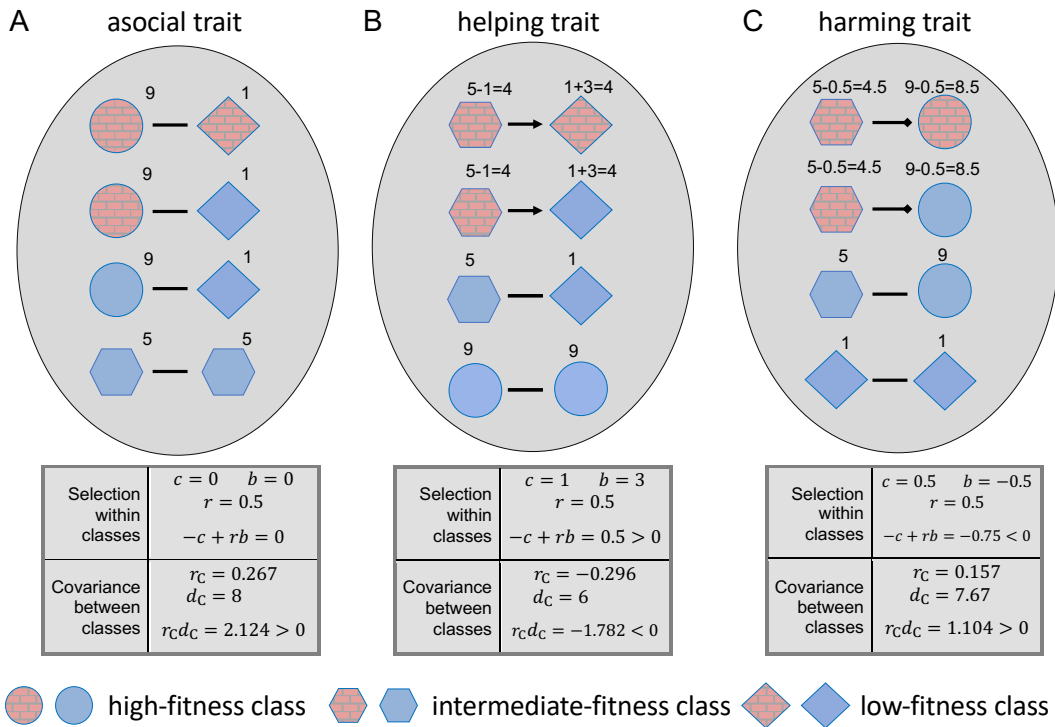 A asocial trait
B helping trait
C harming trait
9 1
9 1
9 1
5 5
5-1=4 1+3=4
5-1=4 1+3=4
5 1
9 9
5-0.5=4.5 9-0.5=8.5
5-0.5=4.5 9-0.5=8.5
5 9
1 1
Selection
within
classes
c = 0 b = 0
r = 0.5
−c + rb = 0
Covariance
between
classes
r_C = 0.267
d_C = 8
r_C d_C = 2.124 > 0
Selection
within
classes
c = 1 b = 3
r = 0.5
−c + rb = 0.5 > 0
Covariance
between
classes
r_C = −0.296
d_C = 6
r_C d_C = −1.782 < 0
Selection
within
classes
c = 0.5 b = −0.5
r = 0.5
−c + rb = −0.75 < 0
Covariance
between
classes
r_C = 0.157
d_C = 7.67
r_C d_C = 1.104 > 0
high-fitness class
intermediate-fitness class
low-fitness class